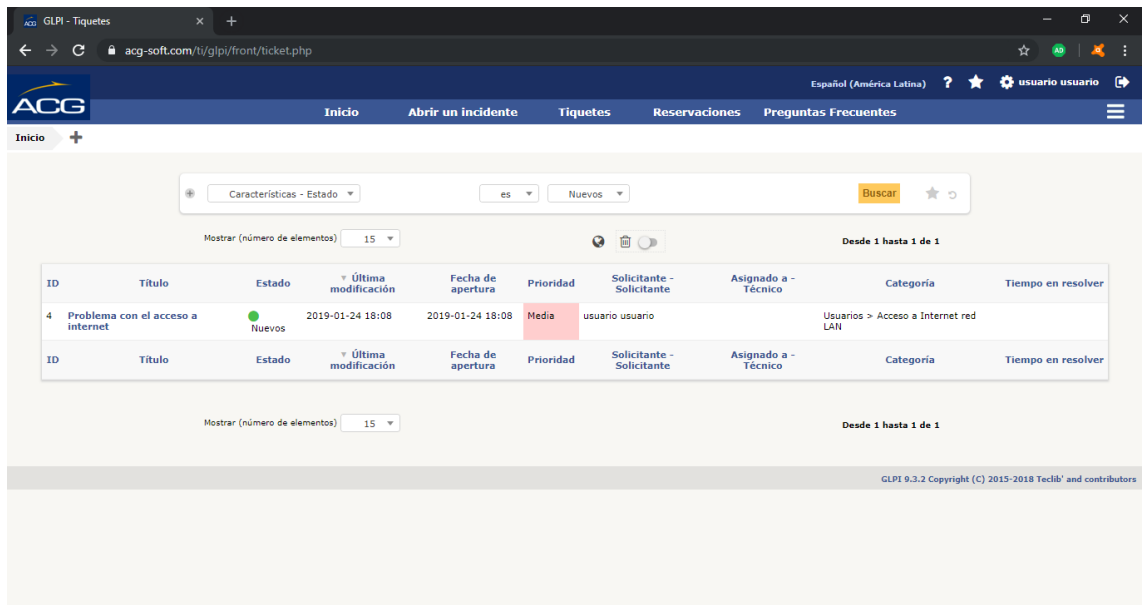 GLPI - Tiquetes
acg-soft.com/ti/glpi/front/ticket.php
AD
ACG
Español (América Latina) ? usuario usuario
ACG
Inicio Abrir un incidente Tiquetes Reservaciones Preguntas Frecuentes
Inicio
Características - Estado es Nuevos Buscar
Mostrar (número de elementos) 15 Desde 1 hasta 1 de 1
ID Título Estado Última modificación Fecha de apertura Prioridad Solicitante - Solicitante Asignado a - Técnico Categoría Tiempo en resolver
4 Problema con el acceso a internet Nuevos 2019-01-24 18:08 2019-01-24 18:08 Media usuario usuario Usuarios > Acceso a Internet red LAN
ID Título Estado Última modificación Fecha de apertura Prioridad Solicitante - Solicitante Asignado a - Técnico Categoría Tiempo en resolver
Mostrar (número de elementos) 15 Desde 1 hasta 1 de 1
GLPI 9.3.2 Copyright (C) 2015-2018 Teclib' and contributors